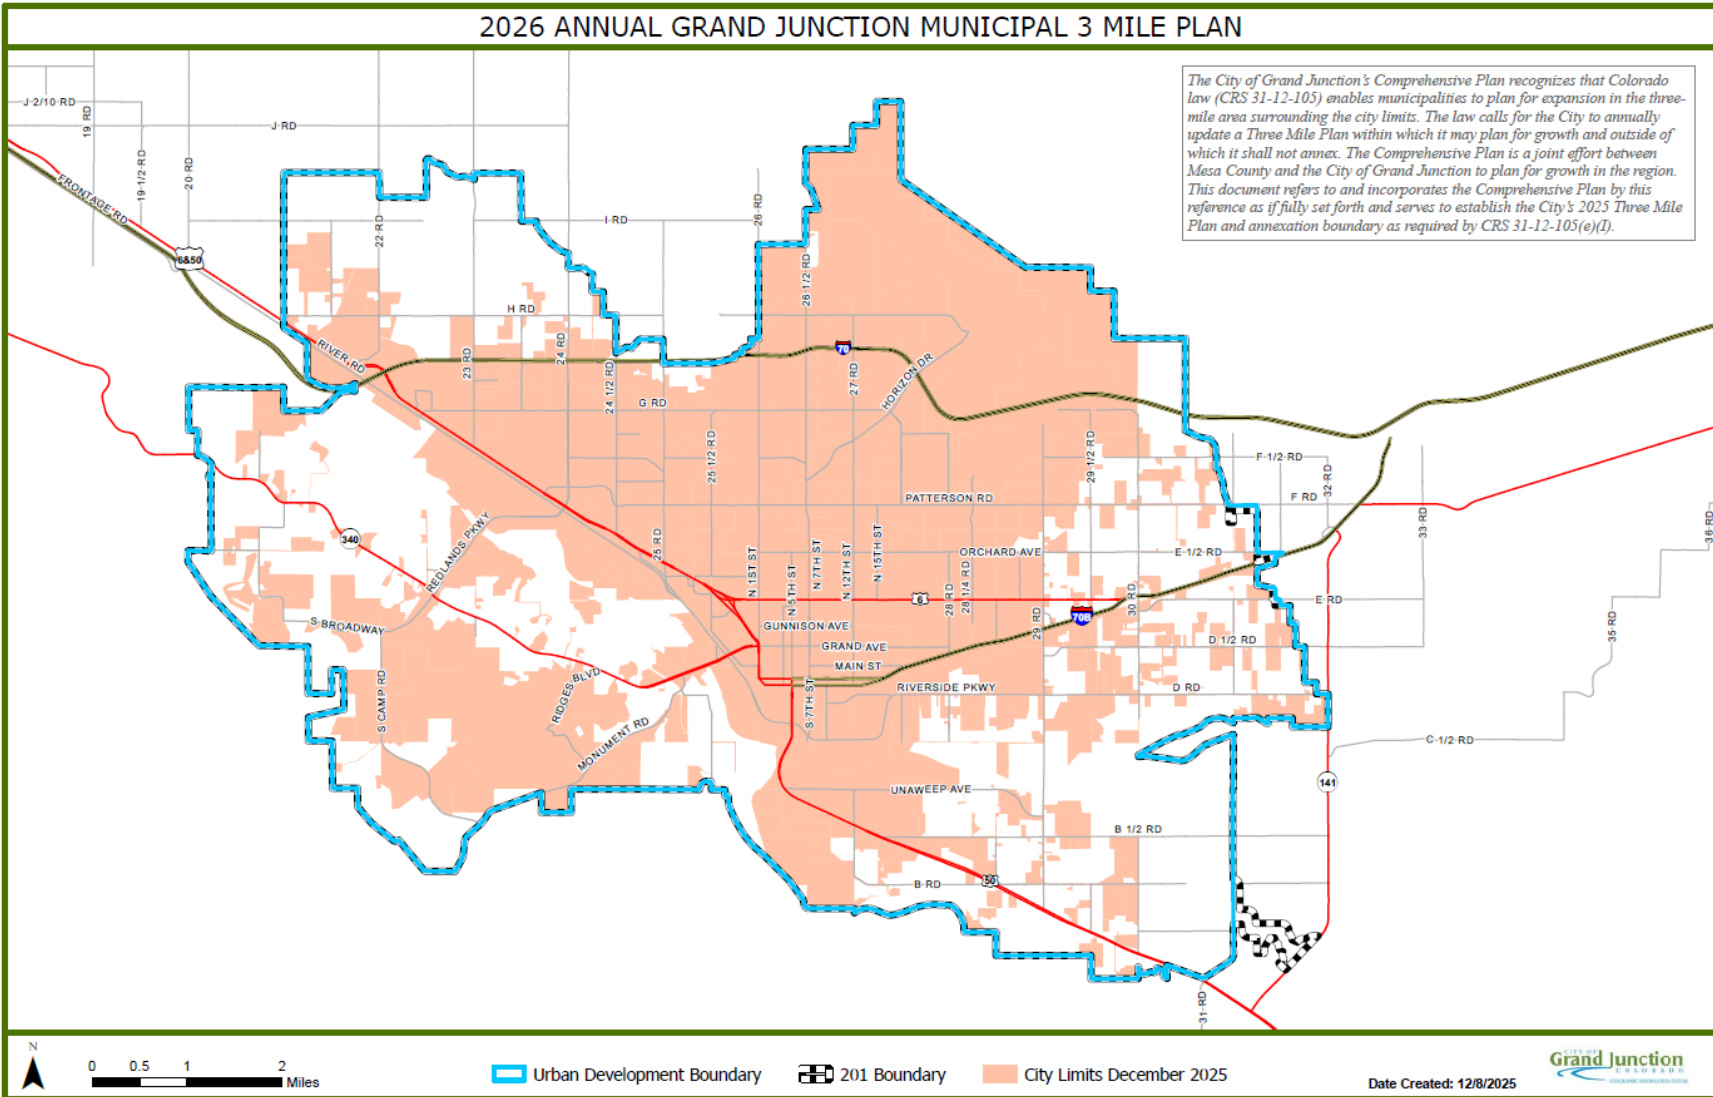 2026 ANNUAL GRAND JUNCTION MUNICIPAL 3 MILE PLAN
The City of Grand Junction's Comprehensive Plan recognizes that Colorado
law (CRS 31-12-105) enables municipalities to plan for expansion in the three-
mile area surrounding the city limits. The law calls for the City to annually
update a Three Mile Plan within which it may plan for growth and outside of
which it shall not annex. The Comprehensive Plan is a joint effort between
Mesa County and the City of Grand Junction to plan for growth in the region.
This document refers to and incorporates the Comprehensive Plan by this
reference as if fully set forth and serves to establish the City's 2025 Three Mile
Plan and annexation boundary as required by CRS 31-12-105(e)(I).
J 2/10 RD
19 RD
J RD
19 1/2 RD
20 RD
FRONTAGE RD
22 RD
I RD
26 RD
6&50
26 1/2 RD
H RD
RIVER RD
23 RD
24 RD
24 1/2 RD
70
27 RD
HORIZON DR
G RD
25 1/2 RD
29 1/2 RD
F 1/2 RD
32 RD
PATTERSON RD
F RD
33 RD
36 RD
340
REDLANDS PKWY
25 RD
N 1ST ST
N 5TH ST
N 7TH ST
N 12TH ST
N 15TH ST
ORCHARD AVE
E 1/2 RD
28 RD
28 1/4 RD
6
30 RD
E RD
70B
29 RD
35 RD
S BROADWAY
GUNNISON AVE
GRAND AVE
D 1/2 RD
MAIN ST
S CAMP RD
RIDGES BLVD
S 7TH ST
RIVERSIDE PKWY
D RD
MONUMENT RD
C 1/2 RD
141
UNAWEEP AVE
B 1/2 RD
50
B RD
31 RD
N
0 0.5 1 2
Miles
Urban Development Boundary
201 Boundary
City Limits December 2025
Date Created: 12/8/2025
CITY OF
Grand Junction
COLORADO
GEOGRAPHIC INFORMATION SYSTEM